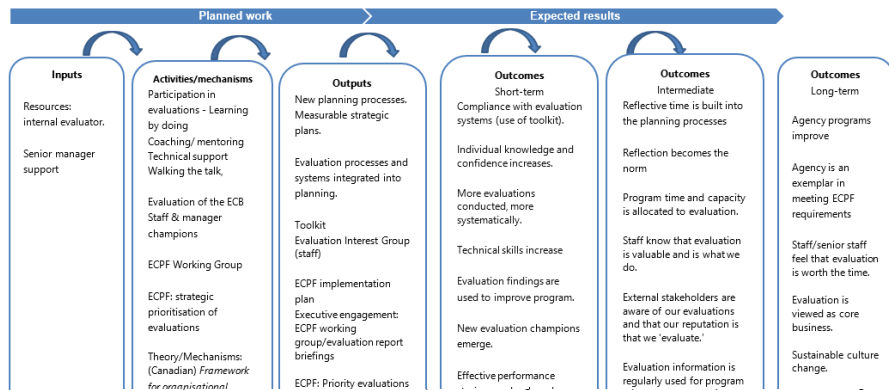 Planned work
Expected results
Inputs
Resources:
internal evaluator.
Senior manager
support
Activities/mechanisms
Participation in
evaluations - Learning
by doing
Coaching/ mentoring
Technical support
Walking the talk,
Evaluation of the ECB
Staff & manager
champions
ECPF Working Group
ECPF: strategic
prioritisation of
evaluations
Theory/Mechanisms:
(Canadian) Framework
for organisational
Outputs
New planning processes.
Measurable strategic
plans.
Evaluation processes and
systems integrated into
planning.
Toolkit
Evaluation Interest Group
(staff)
ECPF implementation
plan
Executive engagement:
ECPF working
group/evaluation report
briefings
ECPF: Priority evaluations
Outcomes
Short-term
Compliance with evaluation
systems (use of toolkit).
Individual knowledge and
confidence increases.
More evaluations
conducted, more
systematically.
Technical skills increase
Evaluation findings are
used to improve program.
New evaluation champions
emerge.
Effective performance
Outcomes
Intermediate
Reflective time is built into
the planning processes
Reflection becomes the
norm
Program time and capacity
is allocated to evaluation.
Staff know that evaluation
is valuable and is what we
do.
External stakeholders are
aware of our evaluations
and that our reputation is
that we 'evaluate.'
Evaluation information is
regularly used for program
Outcomes
Long-term
Agency programs
improve
Agency is an
exemplar in
meeting ECPF
requirements
Staff/senior staff
feel that evaluation
is worth the time.
Evaluation is
viewed as core
business.
Sustainable culture
change.